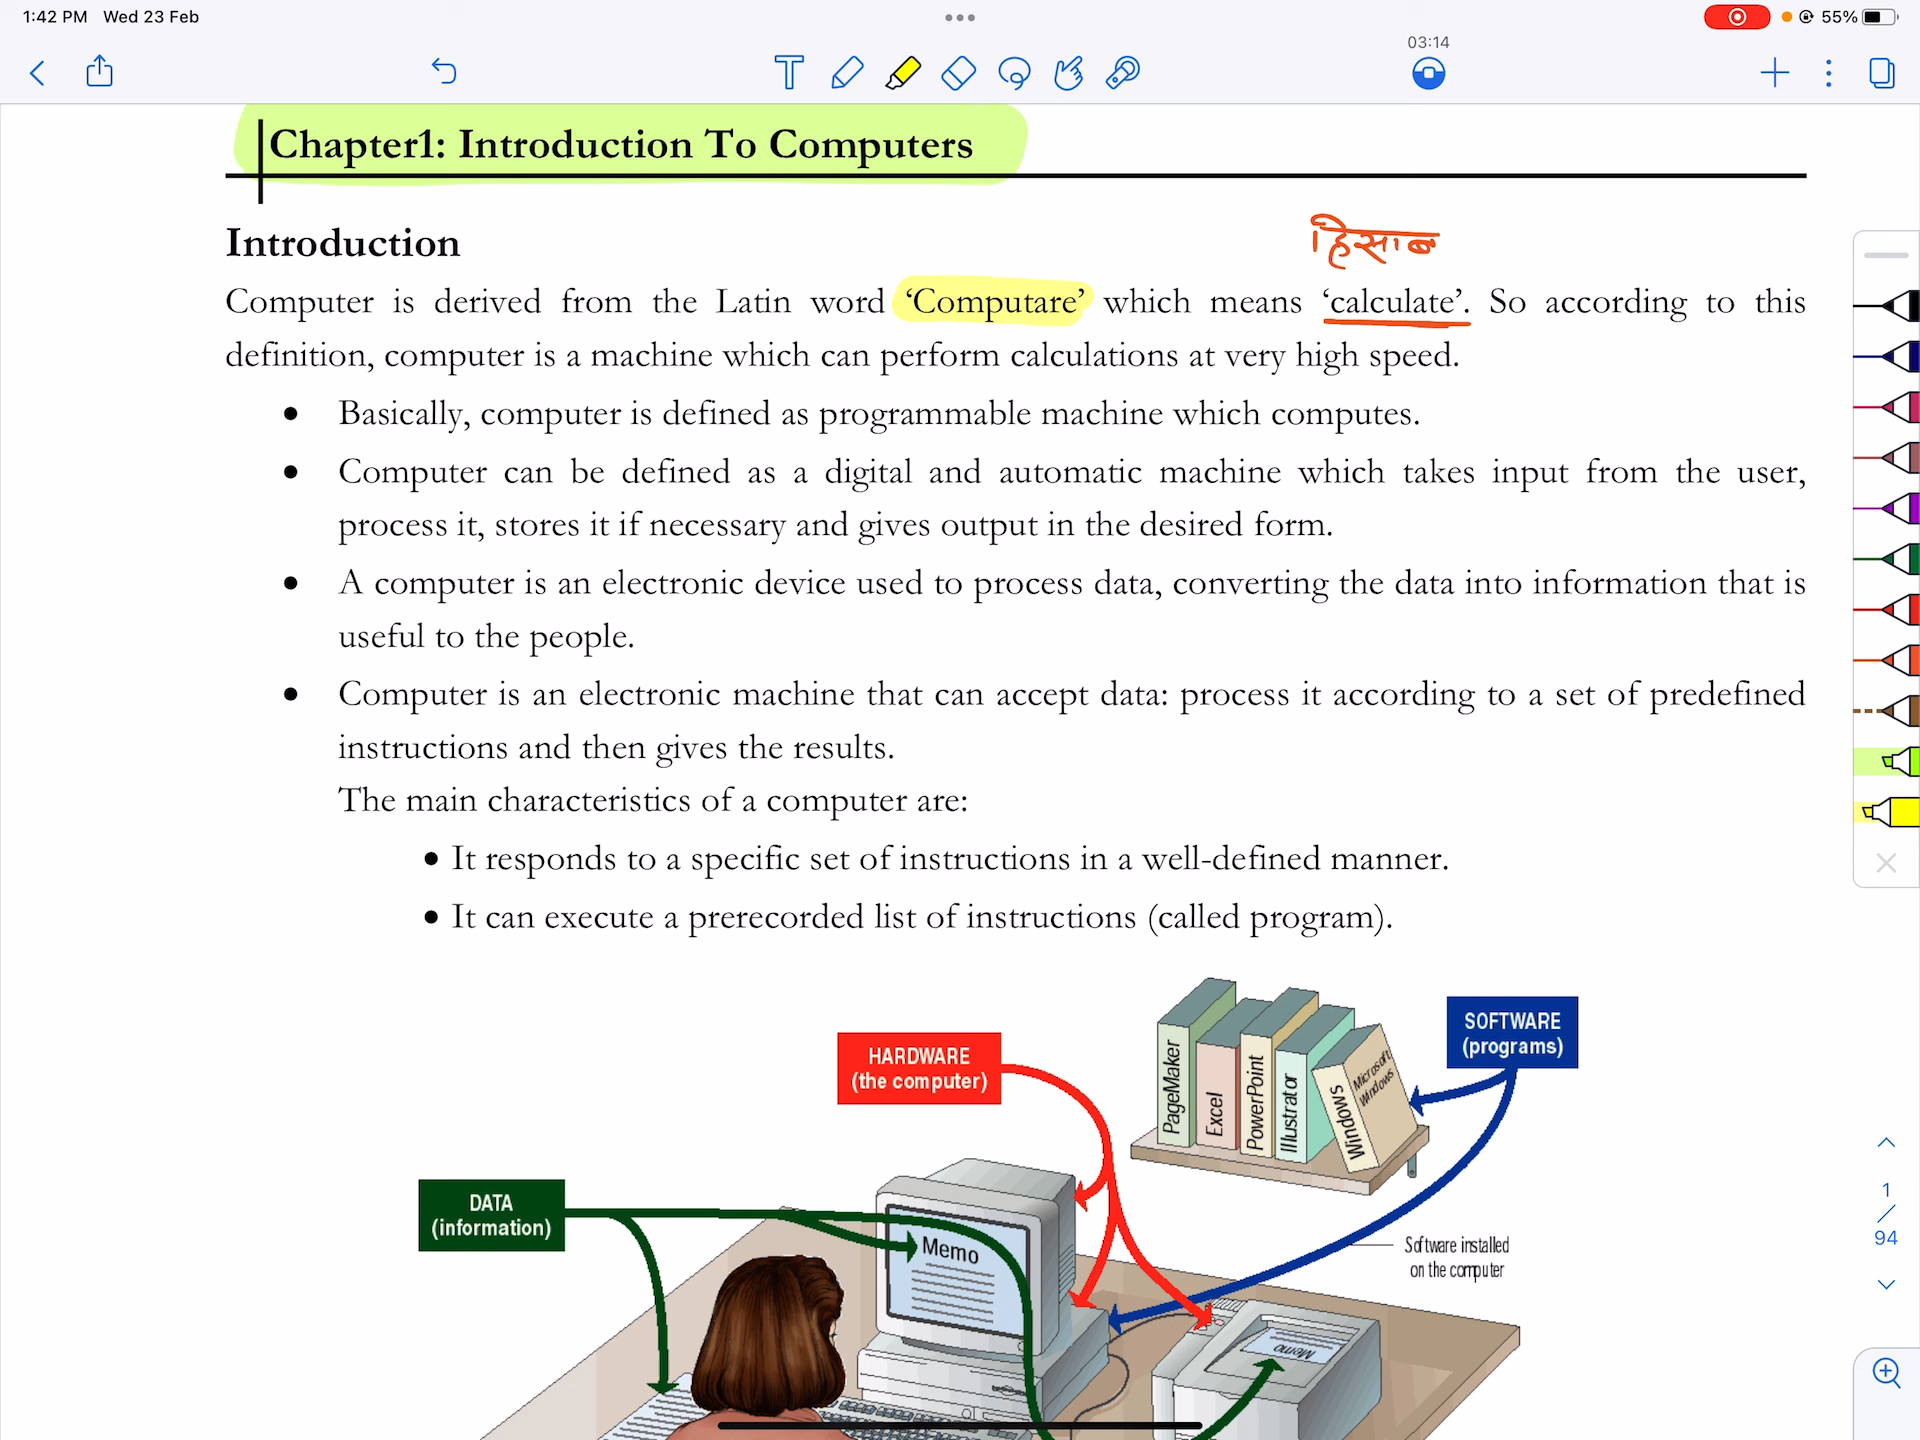 1:42 PM Wed 23 Feb
55%
03:14
Chapter1: Introduction To Computers
Introduction
हिसाब
Computer is derived from the Latin word ‘Computare’ which means ‘calculate’. So according to this
definition, computer is a machine which can perform calculations at very high speed.
• Basically, computer is defined as programmable machine which computes.
• Computer can be defined as a digital and automatic machine which takes input from the user,
process it, stores it if necessary and gives output in the desired form.
• A computer is an electronic device used to process data, converting the data into information that is
useful to the people.
• Computer is an electronic machine that can accept data: process it according to a set of predefined
instructions and then gives the results.
The main characteristics of a computer are:
• It responds to a specific set of instructions in a well-defined manner.
• It can execute a prerecorded list of instructions (called program).
HARDWARE
(the computer)
PageMaker
Excel
PowerPoint
Illustrator
Windows
Microsoft
Windows
SOFTWARE
(programs)
DATA
(information)
Memo
Software installed
on the computer
Memo
1
/
94